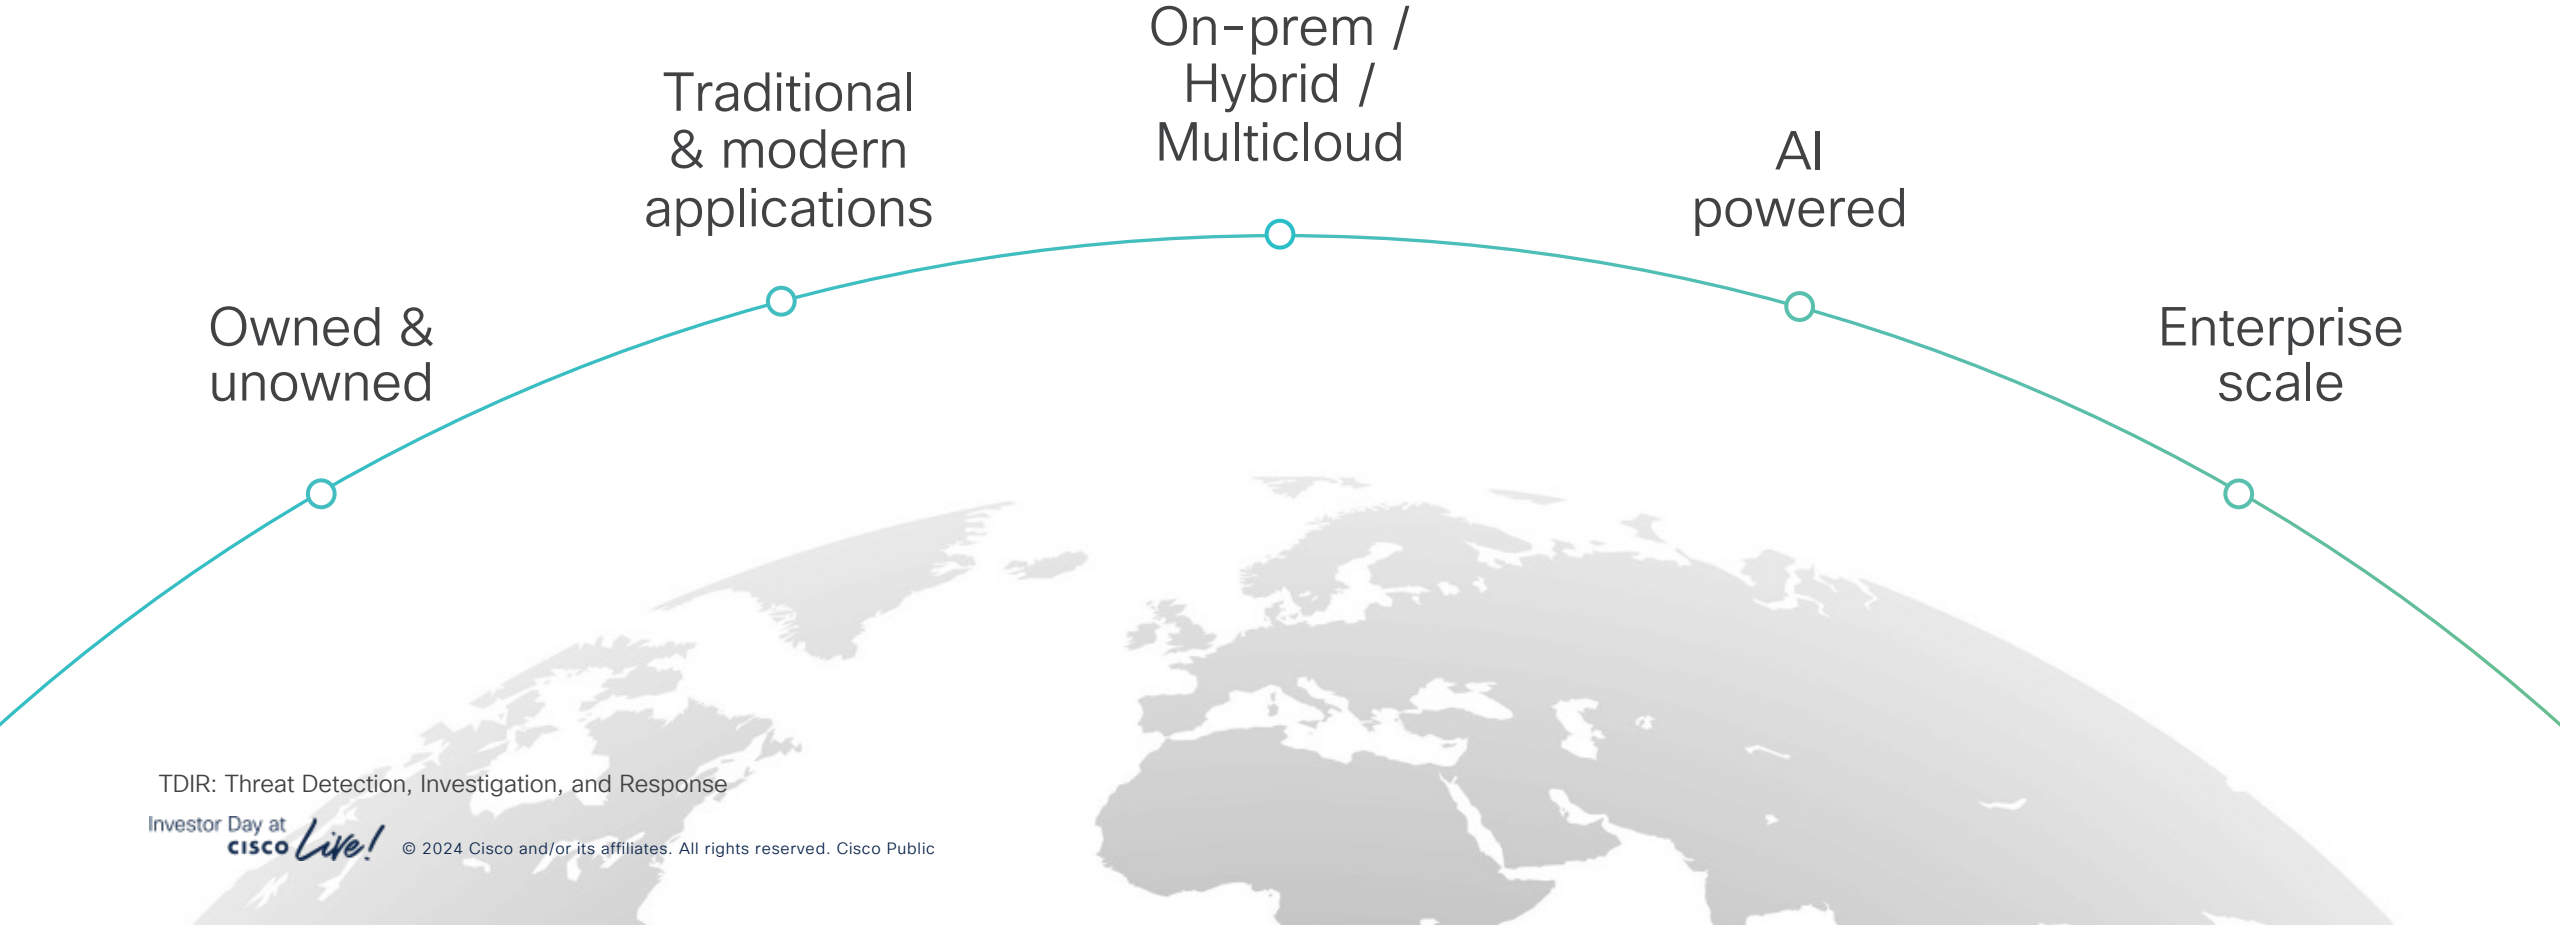 On-prem /
Hybrid /
Multicloud
Traditional
& modern
applications
AI
powered
Owned &
unowned
Enterprise
scale
TDIR: Threat Detection, Investigation, and Response
Investor Day at
CISCO Live!
© 2024 Cisco and/or its affiliates. All rights reserved. Cisco Public